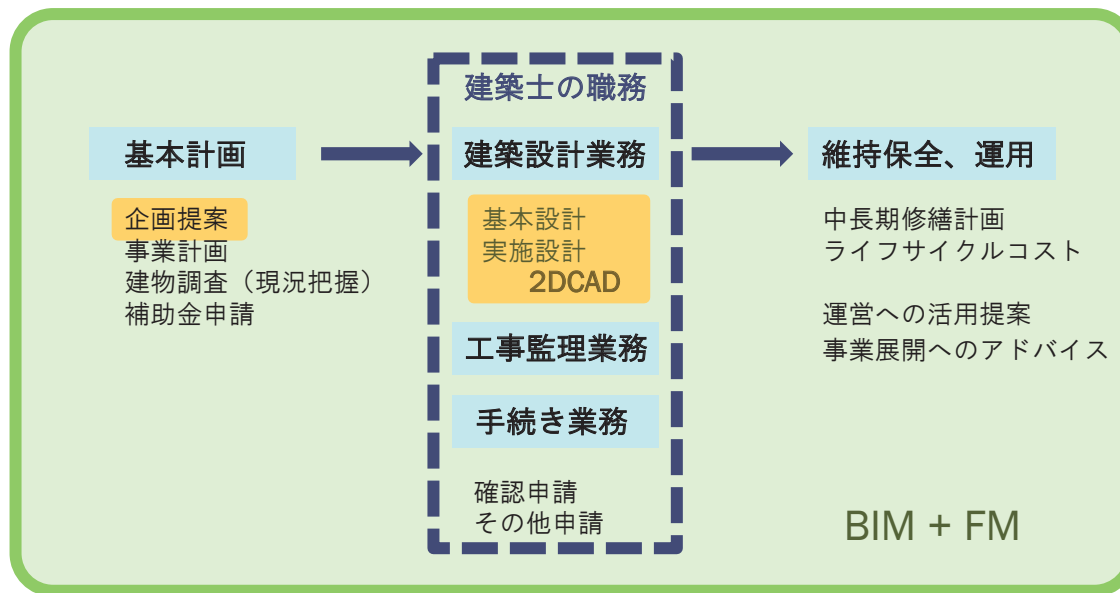 建築士の職務
基本計画
企画提案
事業計画
建物調査（現況把握）
補助金申請
建築設計業務
基本設計
実施設計
2DCAD
工事監理業務
手続き業務
確認申請
その他申請
維持保全、運用
中長期修繕計画
ライフサイクルコスト
運営への活用提案
事業展開へのアドバイス
BIM + FM